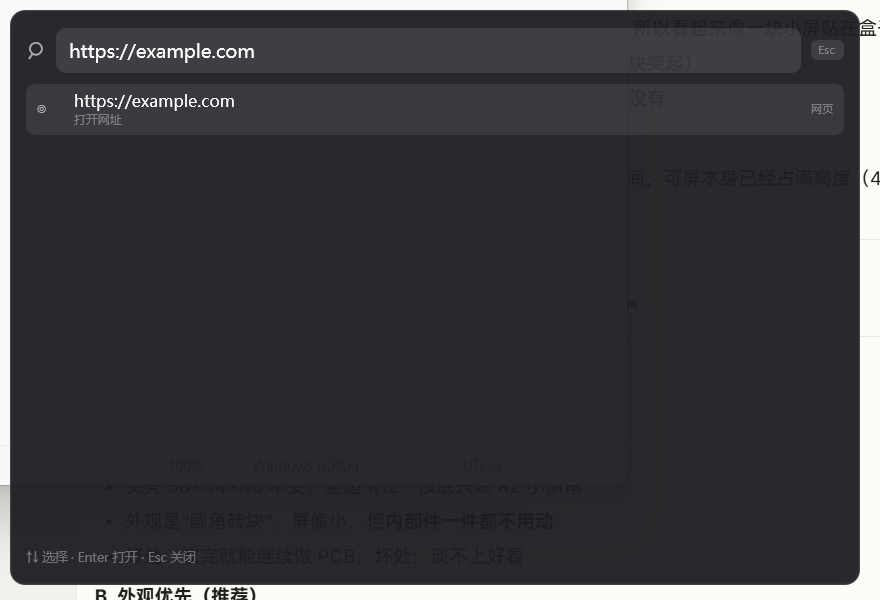 所以看起来像一块小屏贴在盒
https://example.com
Esc
块突起)
https://example.com
打开网址
网页
没有
间；可屏本身已经占满高度（4
m
100%
Windows (CRLF)
UTF-8
外观是“圆角砖块”，屏偏小，但内部件一件都不用动
完就能继续做 PCB；坏处：谈不上好看
↑↓ 选择 · Enter 打开 · Esc 关闭
B. 外观优先（推荐）